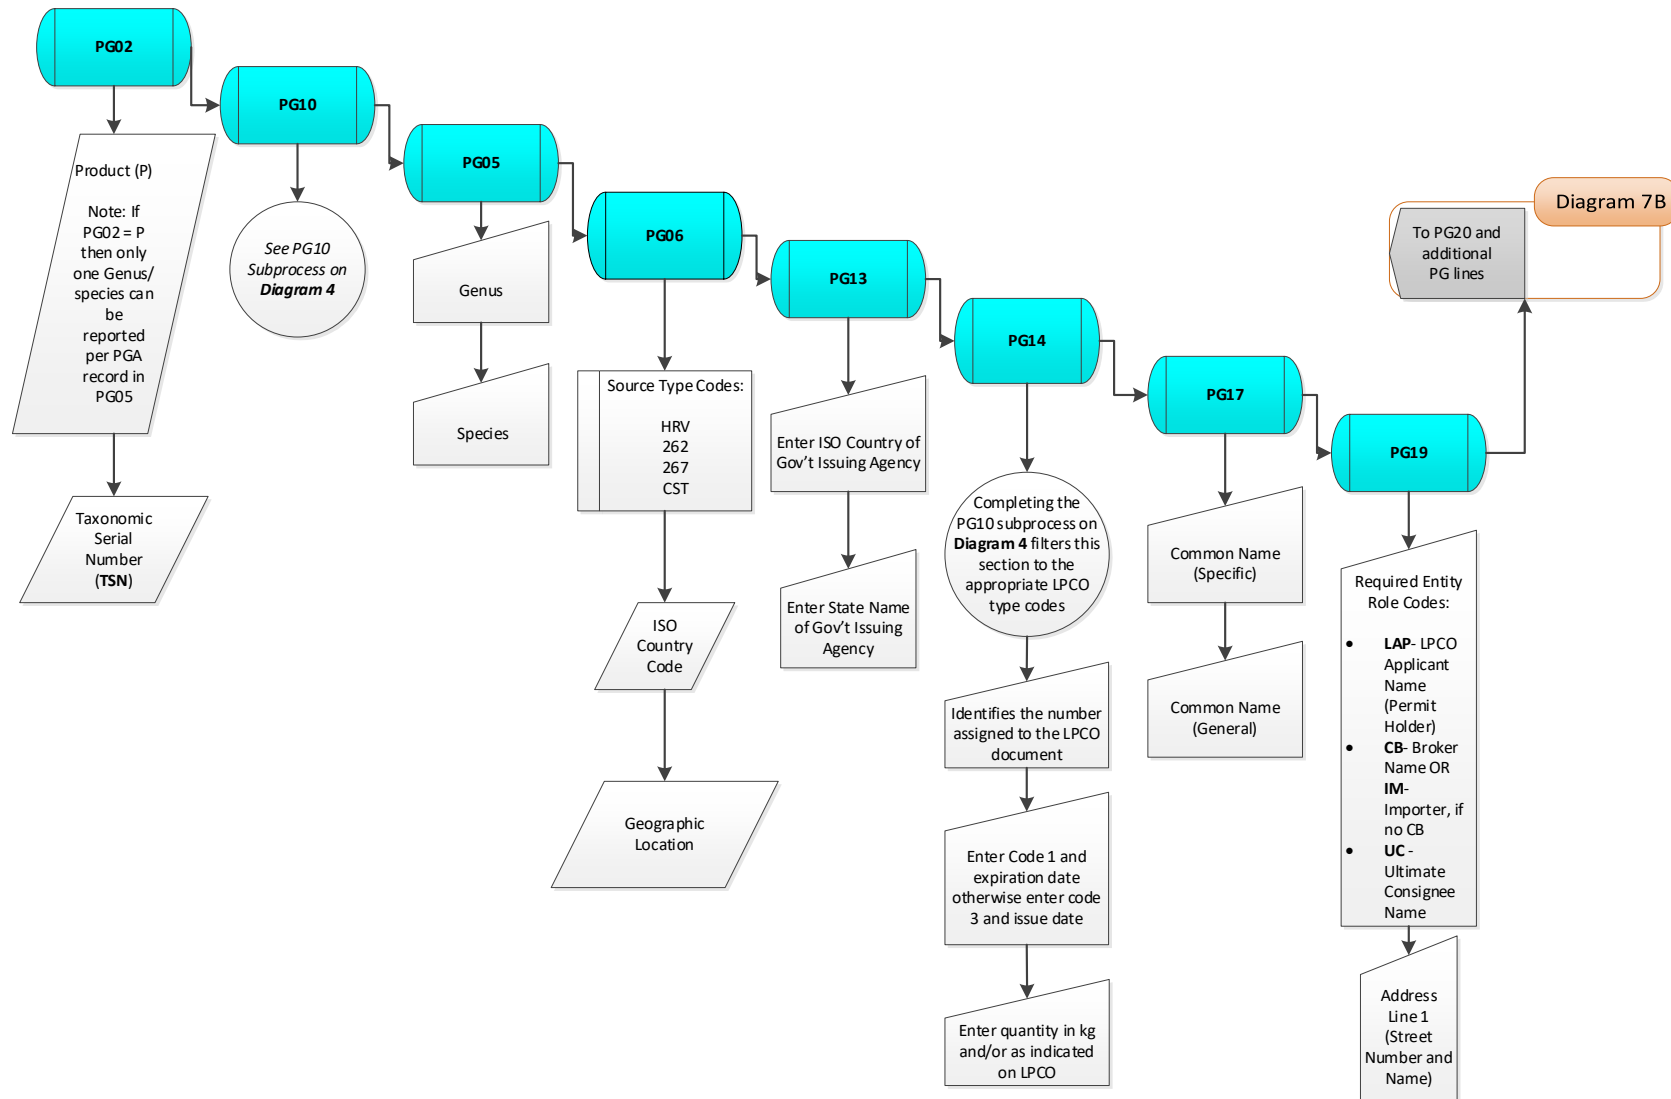 PG02
Product (P)
Note: If
PG02 = P
then only
one Genus/
species can
be
reported
per PGA
record in
PG05
Taxonomic
Serial
Number
(TSN)
PG10
See PG10
Subprocess on
Diagram 4
PG05
Genus
Species
PG06
Source Type Codes:
HRV
262
267
CST
ISO
Country
Code
Geographic
Location
PG13
Enter ISO Country of
Gov't Issuing Agency
Enter State Name
of Gov't Issuing
Agency
PG14
Completing the
PG10 subprocess on
Diagram 4 filters this
section to the
appropriate LPCO
type codes
Identifies the number
assigned to the LPCO
document
Enter Code 1 and
expiration date
otherwise enter code
3 and issue date
Enter quantity in kg
and/or as indicated
on LPCO
PG17
Common Name
(Specific)
Common Name
(General)
PG19
Required Entity
Role Codes:
• LAP- LPCO
Applicant
Name
(Permit
Holder)
• CB- Broker
Name OR
IM-
Importer, if
no CB
• UC -
Ultimate
Consignee
Name
Address
Line 1
(Street
Number and
Name)
Diagram 7B
To PG20 and
additional
PG lines